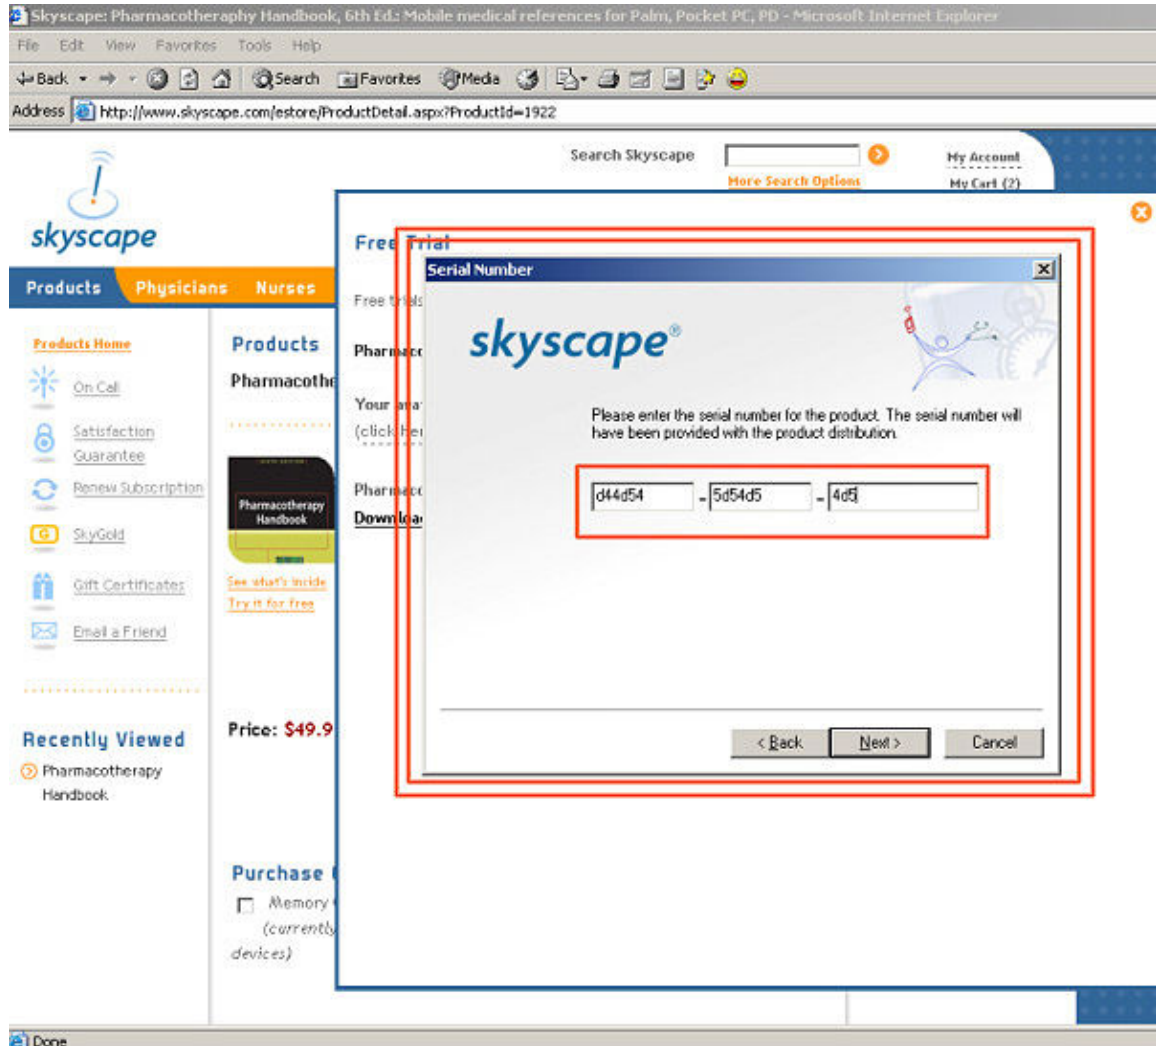 Skyscape: Pharmacotheraphy Handbook, 6th Ed.: Mobile medical references for Palm, Pocket PC, PD - Microsoft Internet Explorer
File Edit View Favorites Tools Help
Back Search Favorites Media
Address http://www.skyscape.com/estore/ProductDetail.aspx?ProductId=1922
Search Skyscape
My Account
More Search Options
My Cart (2)
skyscape
Products Physicians Nurses
Products Home
On Call
Satisfaction
Guarantee
Renew Subscription
SkyGold
Gift Certificates
Email a Friend
Recently Viewed
Pharmacotherapy
Handbook
Products
Pharmacothe
Pharmacotherapy
Handbook
See what's inside
Try it for free
Price: $49.9
Purchase
Memory
(currently
devices)
Free Trial
Free trials
Pharmacc
Your
(click her
Pharmacc
Downloa
Serial Number
skyscape®
Please enter the serial number for the product. The serial number will
have been provided with the product distribution.
d44d54 - 5d54d5 - 4d5
< Back Next > Cancel
Done